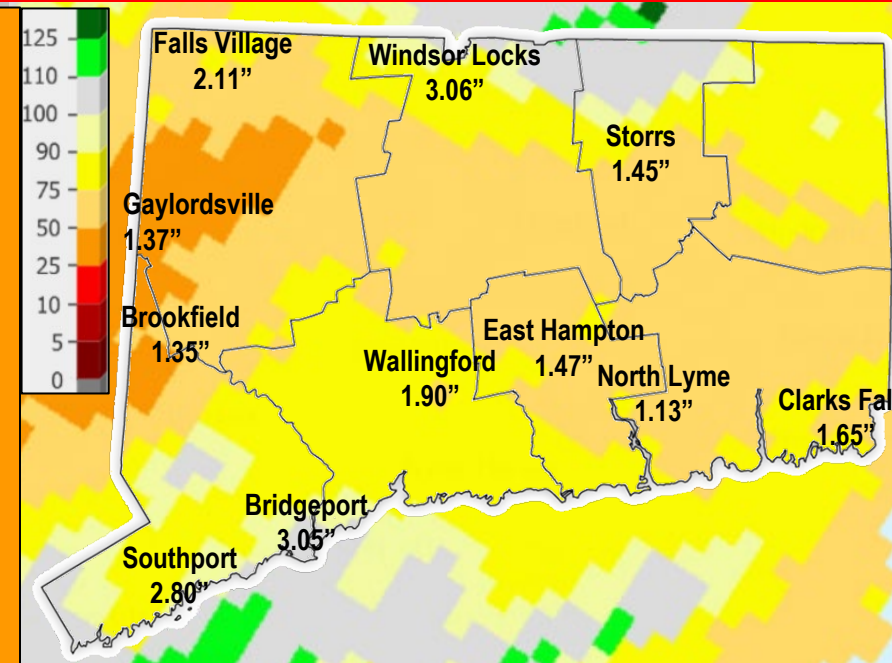 125
110
100
90
75
50
25
10
5
0
Falls Village
2.11”
Windsor Locks
3.06”
Storrs
1.45”
Gaylordsville
1.37”
Brookfield
1.35”
East Hampton
1.47”
Wallingford
1.90”
North Lyme
1.13”
Clarks Fal
1.65”
Bridgeport
3.05”
Southport
2.80”